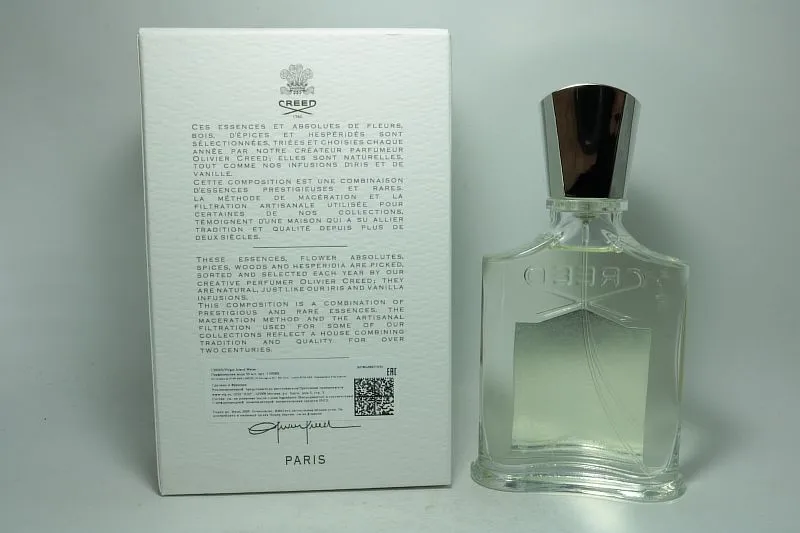 CREED
1760
CES ESSENCES ET ABSOLUES DE FLEURS,
BOIS, D'ÉPICES ET HESPÉRIDÉS SONT
SÉLECTIONNÉES, TRIÉES ET CHOISIES CHAQUE
ANNÉE PAR NOTRE CRÉATEUR PARFUMEUR
OLIVIER CREED; ELLES SONT NATURELLES,
TOUT COMME NOS INFUSIONS D'IRIS ET DE
VANILLE.
CETTE COMPOSITION EST UNE COMBINAISON
D'ESSENCES PRESTIGIEUSES ET RARES.
LA MÉTHODE DE MACÉRATION ET LA
FILTRATION ARTISANALE UTILISÉE POUR
CERTAINES DE NOS COLLECTIONS,
TÉMOIGNENT D'UNE MAISON QUI A SU ALLIER
TRADITION ET QUALITÉ DEPUIS PLUS DE
DEUX SIÈCLES.
THESE ESSENCES, FLOWER ABSOLUTES,
SPICES, WOODS AND HESPERIDIA ARE PICKED,
SORTED AND SELECTED EACH YEAR BY OUR
CREATIVE PERFUMER OLIVIER CREED; THEY
ARE NATURAL, JUST LIKE OUR IRIS AND VANILLA
INFUSIONS.
THIS COMPOSITION IS A COMBINATION OF
PRESTIGIOUS AND RARE ESSENCES. THE
MACERATION METHOD AND THE ARTISANAL
FILTRATION USED FOR SOME OF OUR
COLLECTIONS REFLECT A HOUSE COMBINING
TRADITION AND QUALITY FOR OVER
TWO CENTURIES.
CREED Virgin Island Water
EAC
PARIS
CREED